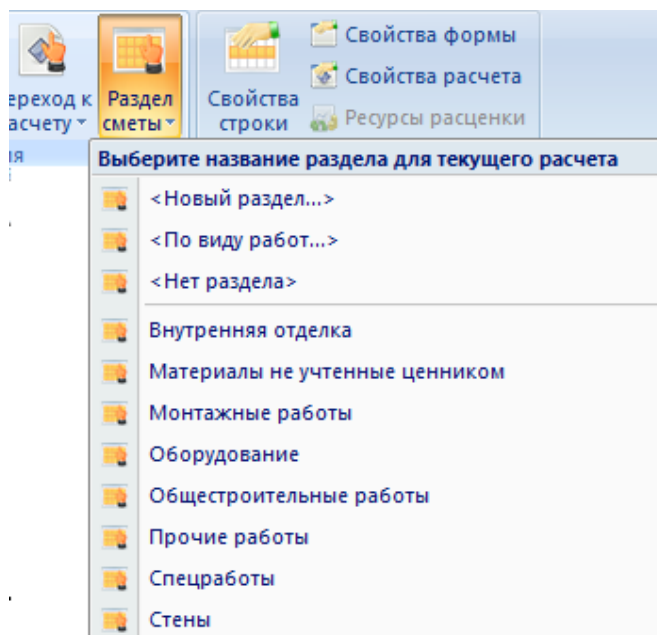 Свойства формы
Свойства расчета
Ресурсы расценки
Раздел
сметы
Свойства
строки
Выберите название раздела для текущего расчета
<Новый раздел...>
<По виду работ...>
<Нет раздела>
Внутренняя отделка
Материалы не учтенные ценником
Монтажные работы
Оборудование
Общестроительные работы
Прочие работы
Спецработы
Стены